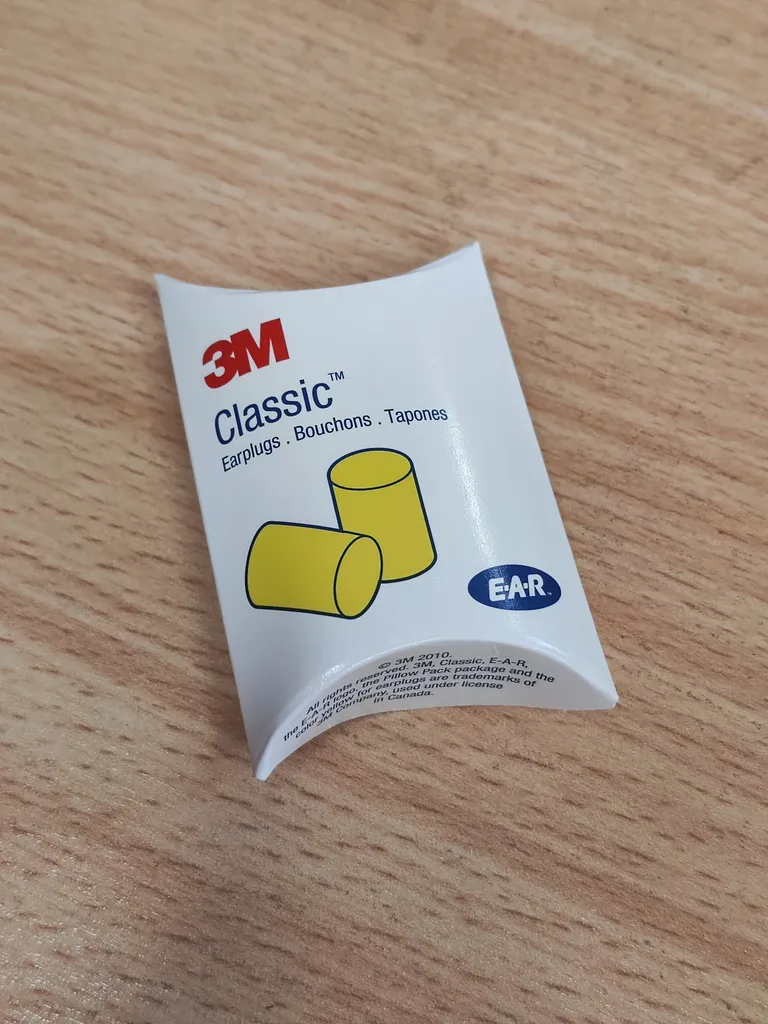 3M
Classic™
Earplugs . Bouchons . Tapones
E·A·R™
© 3M 2010.
All rights reserved. 3M, Classic, E-A-R,
the E-A-R logo, the Pillow Pack package and the
color yellow for earplugs are trademarks of
3M Company, used under license
in Canada.